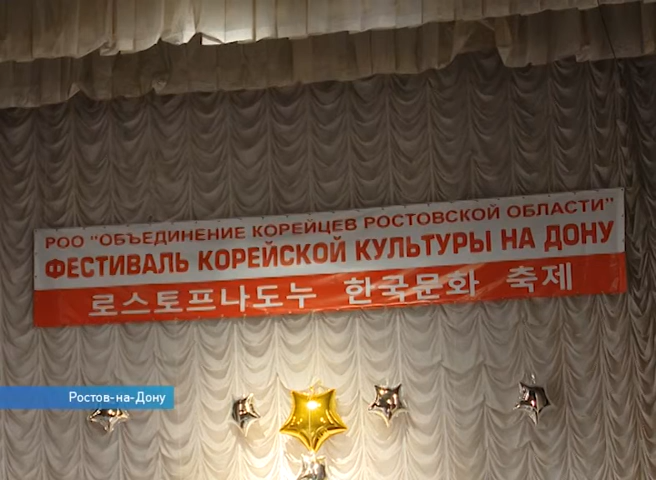 РОО "ОБЪЕДИНЕНИЕ КОРЕЙЦЕВ РОСТОВСКОЙ ОБЛАСТИ"
ФЕСТИВАЛЬ КОРЕЙСКОЙ КУЛЬТУРЫ НА ДОНУ
로스토프나도누 한국문화 축제
Ростов-на-Дону